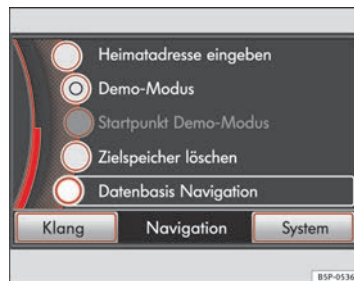 Heimatadresse eingeben
Demo-Modus
Startpunkt Demo-Modus
Zielspeicher löschen
Datenbasis Navigation
Klang Navigation System
B5P-0536